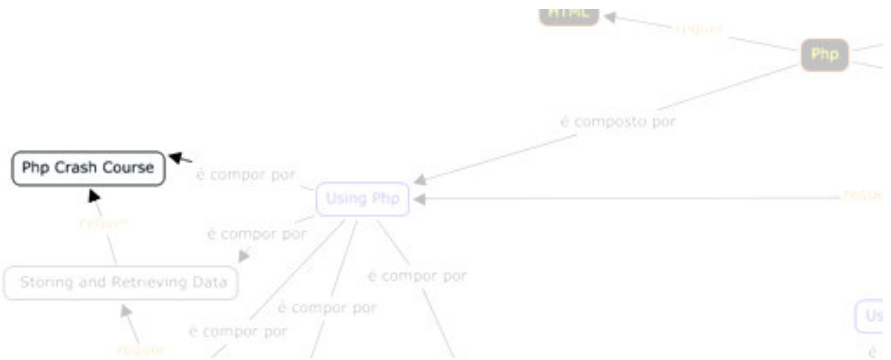 HTML
requer
Php
é composto por
Php Crash Course
é compor por
Using Php
requer
é compor por
Storing and Retrieving Data
é compor por
é compor por
é compor por
requer
Us
é